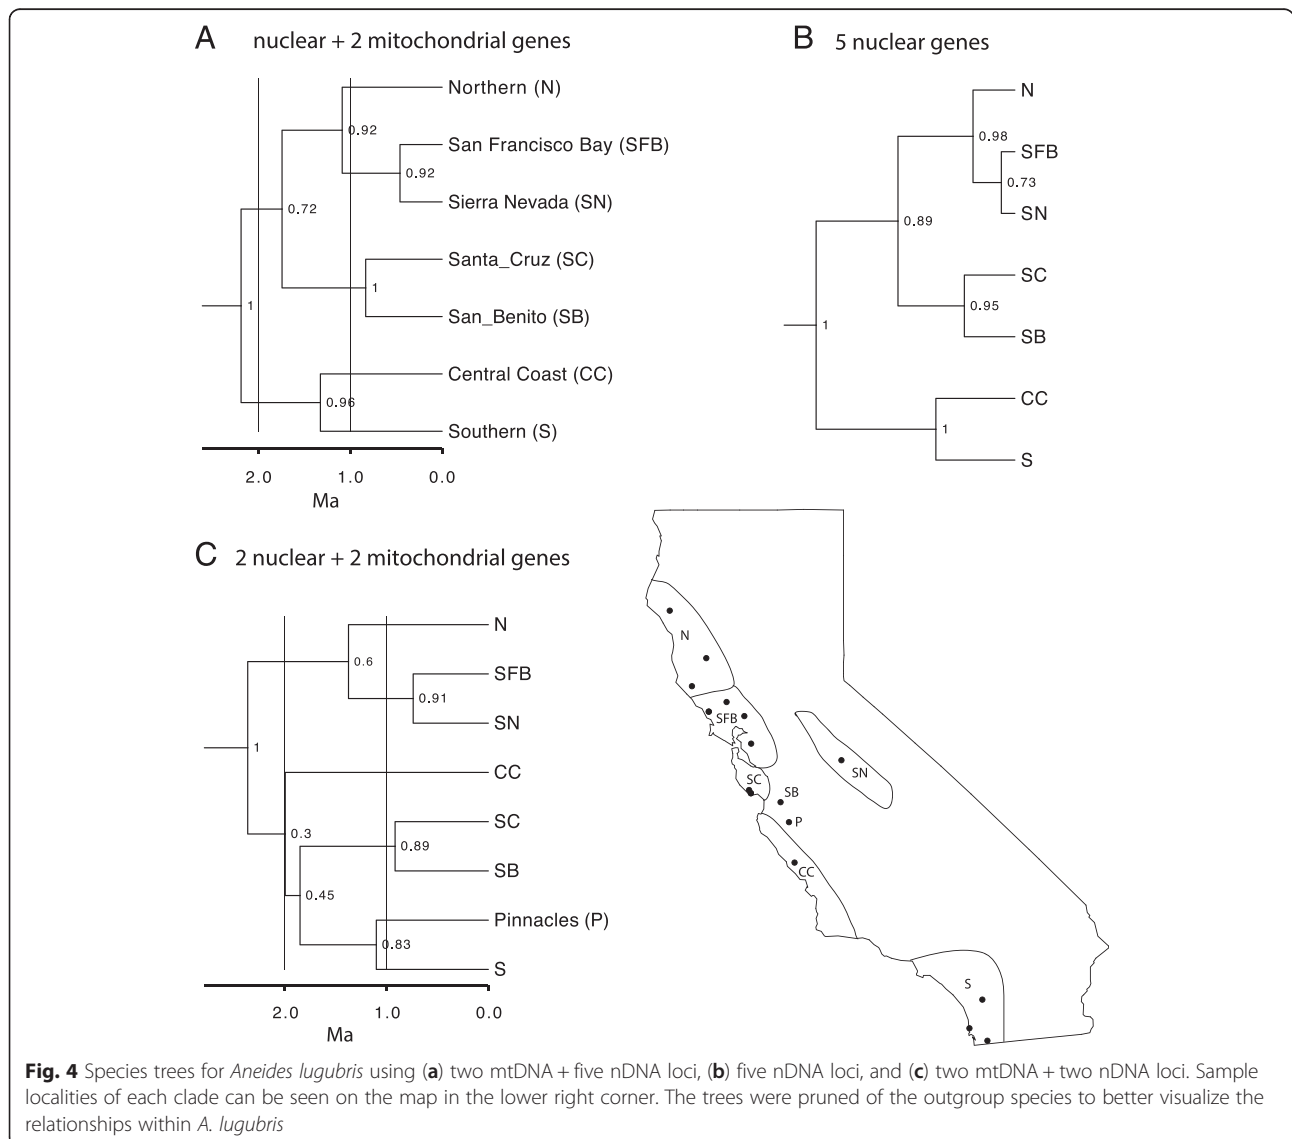 A nuclear + 2 mitochondrial genes
Northern (N)
0.92
San Francisco Bay (SFB)
0.92
Sierra Nevada (SN)
0.72
Santa_Cruz (SC)
1
San_Benito (SB)
1
Central Coast (CC)
0.96
Southern (S)
2.0 1.0 0.0
Ma
B 5 nuclear genes
N
0.98
SFB
0.73
SN
0.89
SC
0.95
SB
1
CC
1
S
C 2 nuclear + 2 mitochondrial genes
N
0.6
SFB
0.91
SN
1
CC
SC
0.3
0.89
SB
0.45
Pinnacles (P)
0.83
S
2.0 1.0 0.0
Ma
N
SFB
SC
SN
SB
P
CC
S
Fig. 4 Species trees for Aneides lugubris using (a) two mtDNA + five nDNA loci, (b) five nDNA loci, and (c) two mtDNA + two nDNA loci. Sample
localities of each clade can be seen on the map in the lower right corner. The trees were pruned of the outgroup species to better visualize the
relationships within A. lugubris